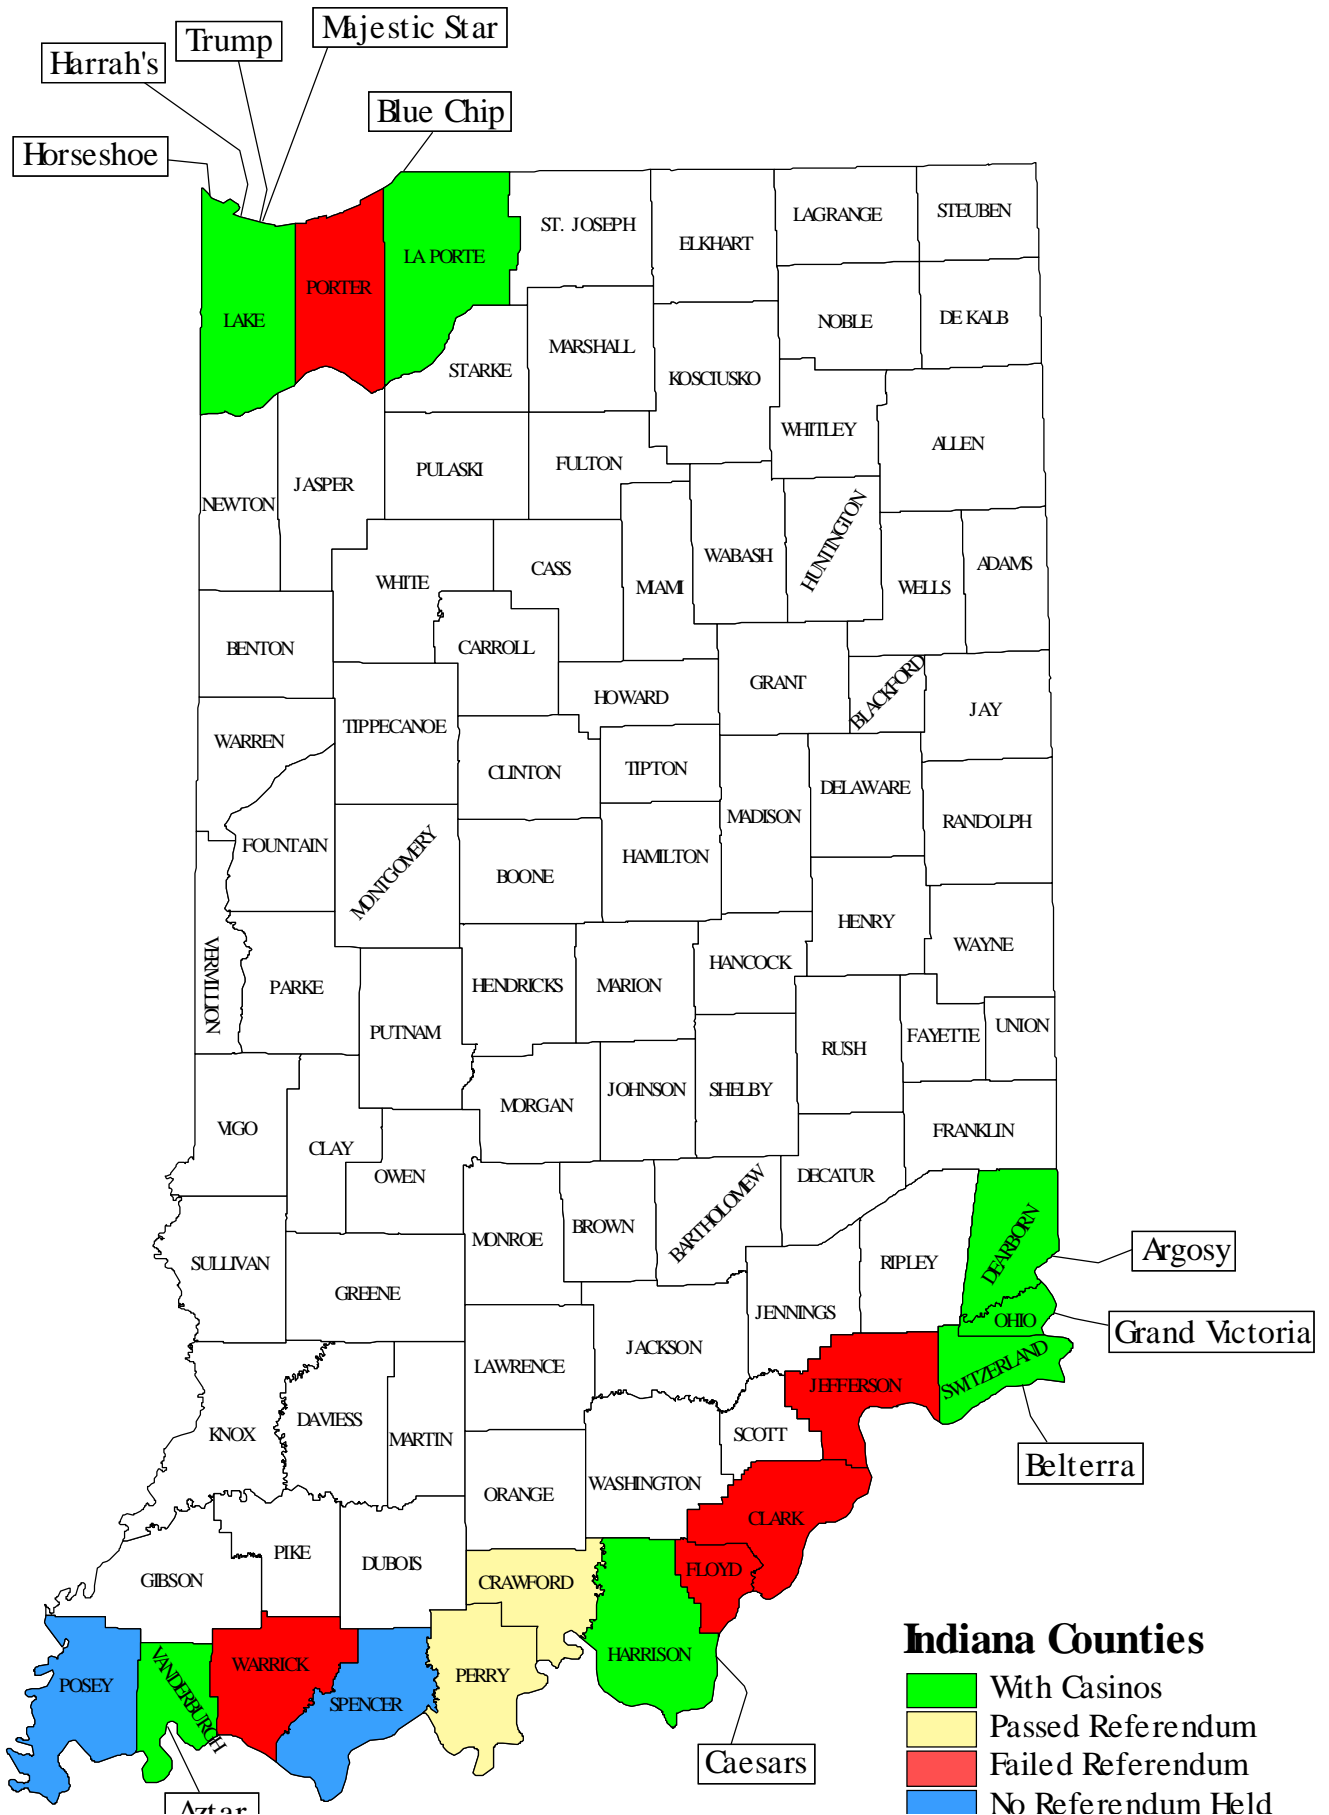 Majestic Star
Trump
Harrah's
Blue Chip
Horseshoe
STEUBEN
LAGRANGE
ST. JOSEPH
ELKHART
LA PORTE
PORTER
LAKE
NOBLE
DE KALB
MARSHALL
STARKE
KOSCIUSKO
WHITLEY
ALLEN
FULTON
PULASKI
JASPER
NEWTON
HUNTINGTON
WABASH
ADAMS
CASS
WHITE
MIAMI
WELLS
BENTON
CARROLL
GRANT
BLACKFORD
HOWARD
JAY
TIPPECANOE
WARREN
CLINTON
TIPTON
DELAWARE
MADISON
RANDOLPH
FOUNTAIN
MONTGOMERY
HAMILTON
BOONE
HENRY
WAYNE
HANCOCK
VERMILLION
PARKE
HENDRICKS
MARION
PUTNAM
UNION
FAYETTE
RUSH
MORGAN
JOHNSON
SHELBY
VIGO
FRANKLIN
CLAY
OWEN
DECATUR
BARTHOLOMEW
BROWN
MONROE
DEARBORN
Argosy
SULLIVAN
RIPLEY
GREENE
JENNINGS
OHIO
Grand Victoria
JACKSON
LAWRENCE
SWITZERLAND
JEFFERSON
DAVIESS
KNOX
MARTIN
SCOTT
Belterra
WASHINGTON
ORANGE
CLARK
PIKE
DUBOIS
FLOYD
GIBSON
CRAWFORD
HARRISON
WARRICK
PERRY
POSEY
VANDERBURGH
SPENCER
Caesars
Aztar
Indiana Counties
With Casinos
Passed Referendum
Failed Referendum
No Referendum Held